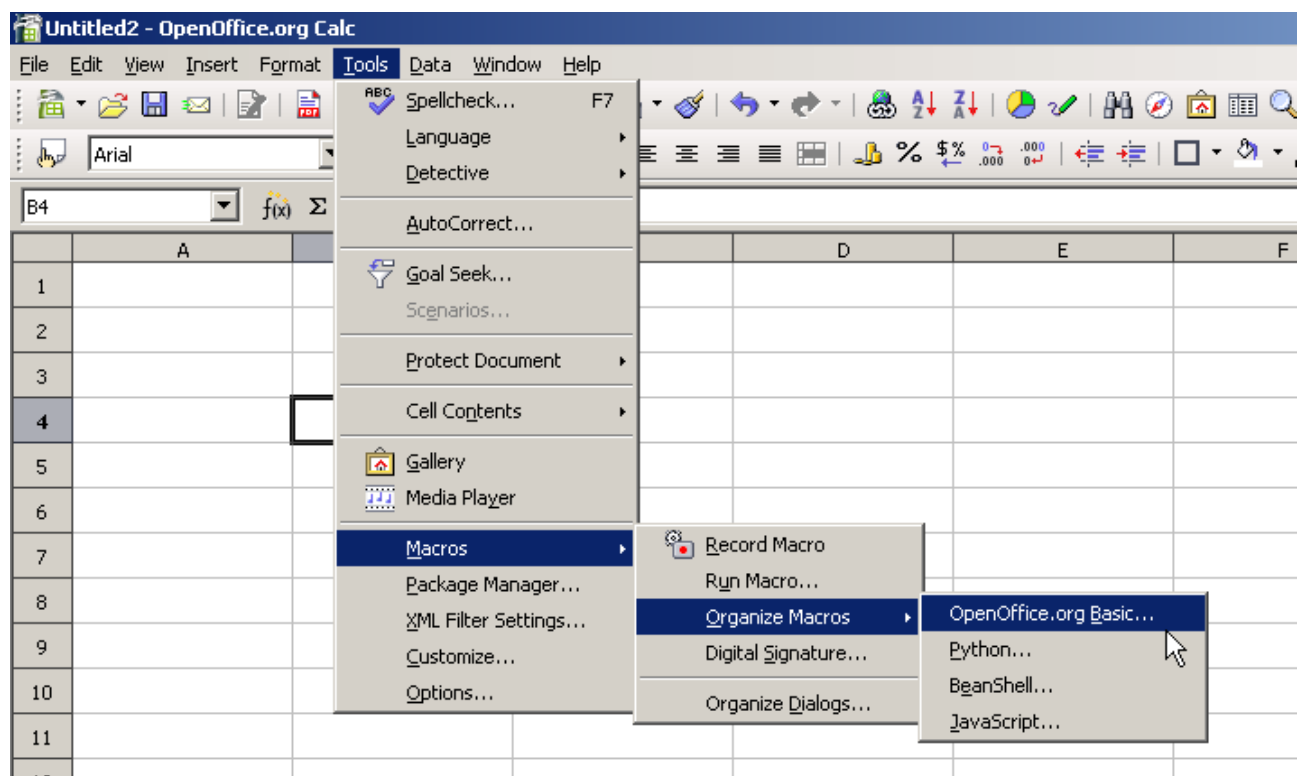 Untitled2 - OpenOffice.org Calc
File Edit View Insert Format Tools Data Window Help
ABC Spellcheck... F7
Language
Arial
Detective
B4 f(x) Σ
AutoCorrect...
A D E F
Goal Seek...
1
Scenarios...
2
Protect Document
3
Cell Contents
4
Gallery
5
Media Player
6
Macros Record Macro
7
Package Manager... Run Macro...
8
XML Filter Settings... Organize Macros OpenOffice.org Basic...
9
Customize... Digital Signature... Python...
10
Options... Organize Dialogs... BeanShell...
11
JavaScript...